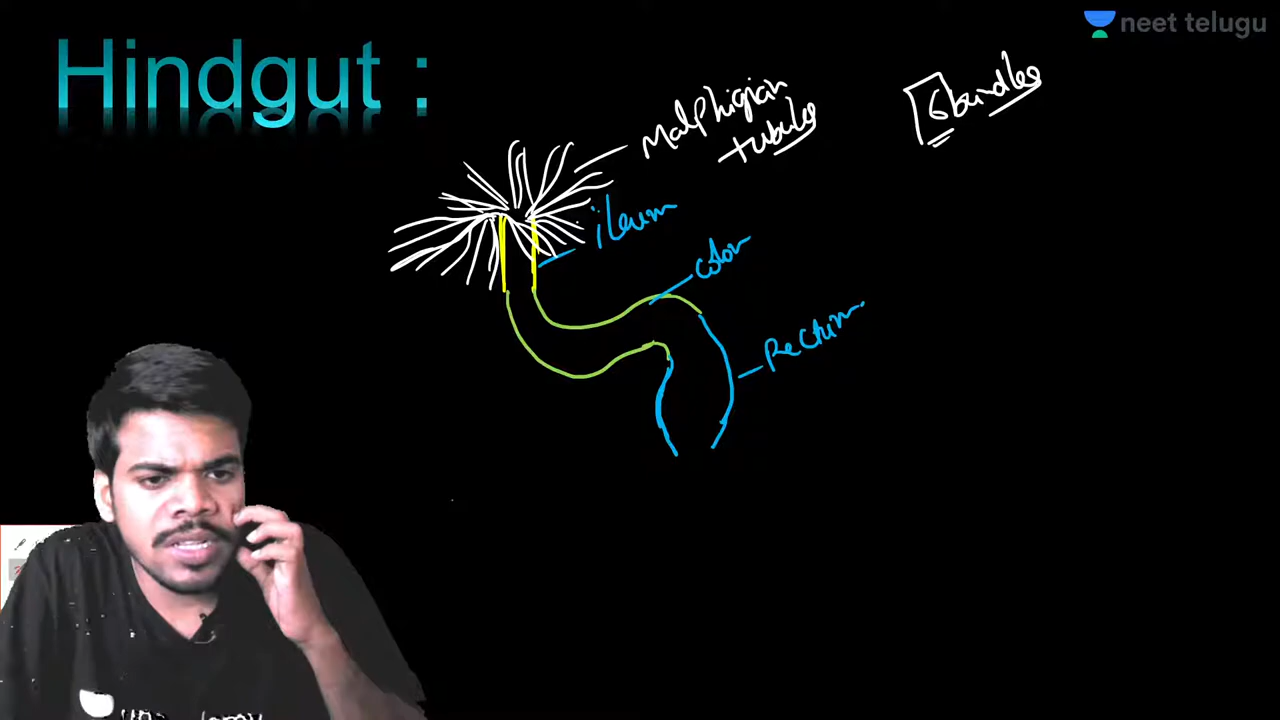 neet telugu
Hindgut :
Malphigian
tubules
6 bundles
ileum
colon
Rectum